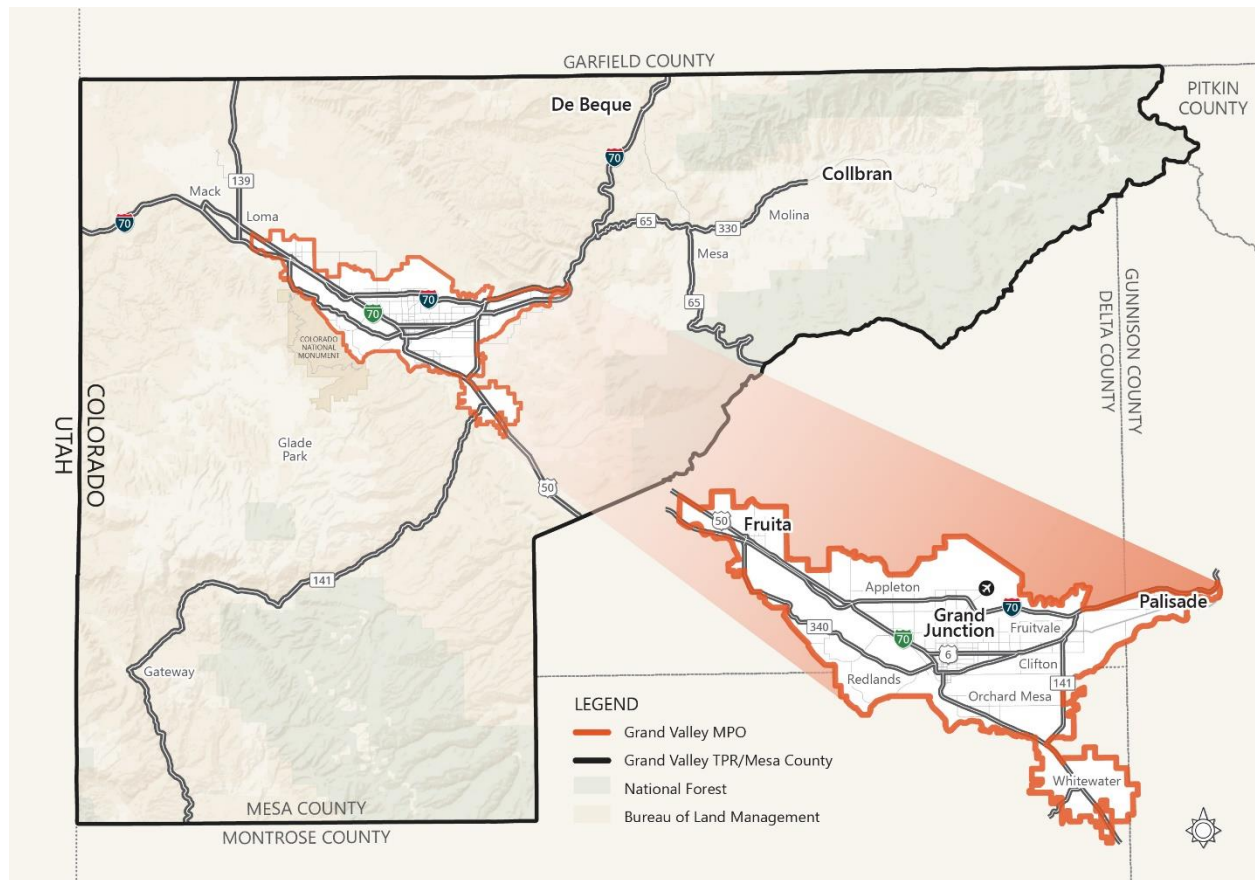 GARFIELD COUNTY
PITKIN
COUNTY
De Beque
70
Collbran
139
Mack
Loma
70
65
330
Molina
Mesa
70
70
65
COLORADO
NATIONAL
MONUMENT
GUNNISON COUNTY
DELTA COUNTY
COLORADO
UTAH
Glade
Park
50
141
Gateway
50
Fruita
Appleton
70
Palisade
Grand
Junction
Fruitvale
340
70
6
Clifton
Redlands
141
Orchard Mesa
Whitewater
LEGEND
Grand Valley MPO
Grand Valley TPR/Mesa County
National Forest
Bureau of Land Management
MESA COUNTY
MONTROSE COUNTY